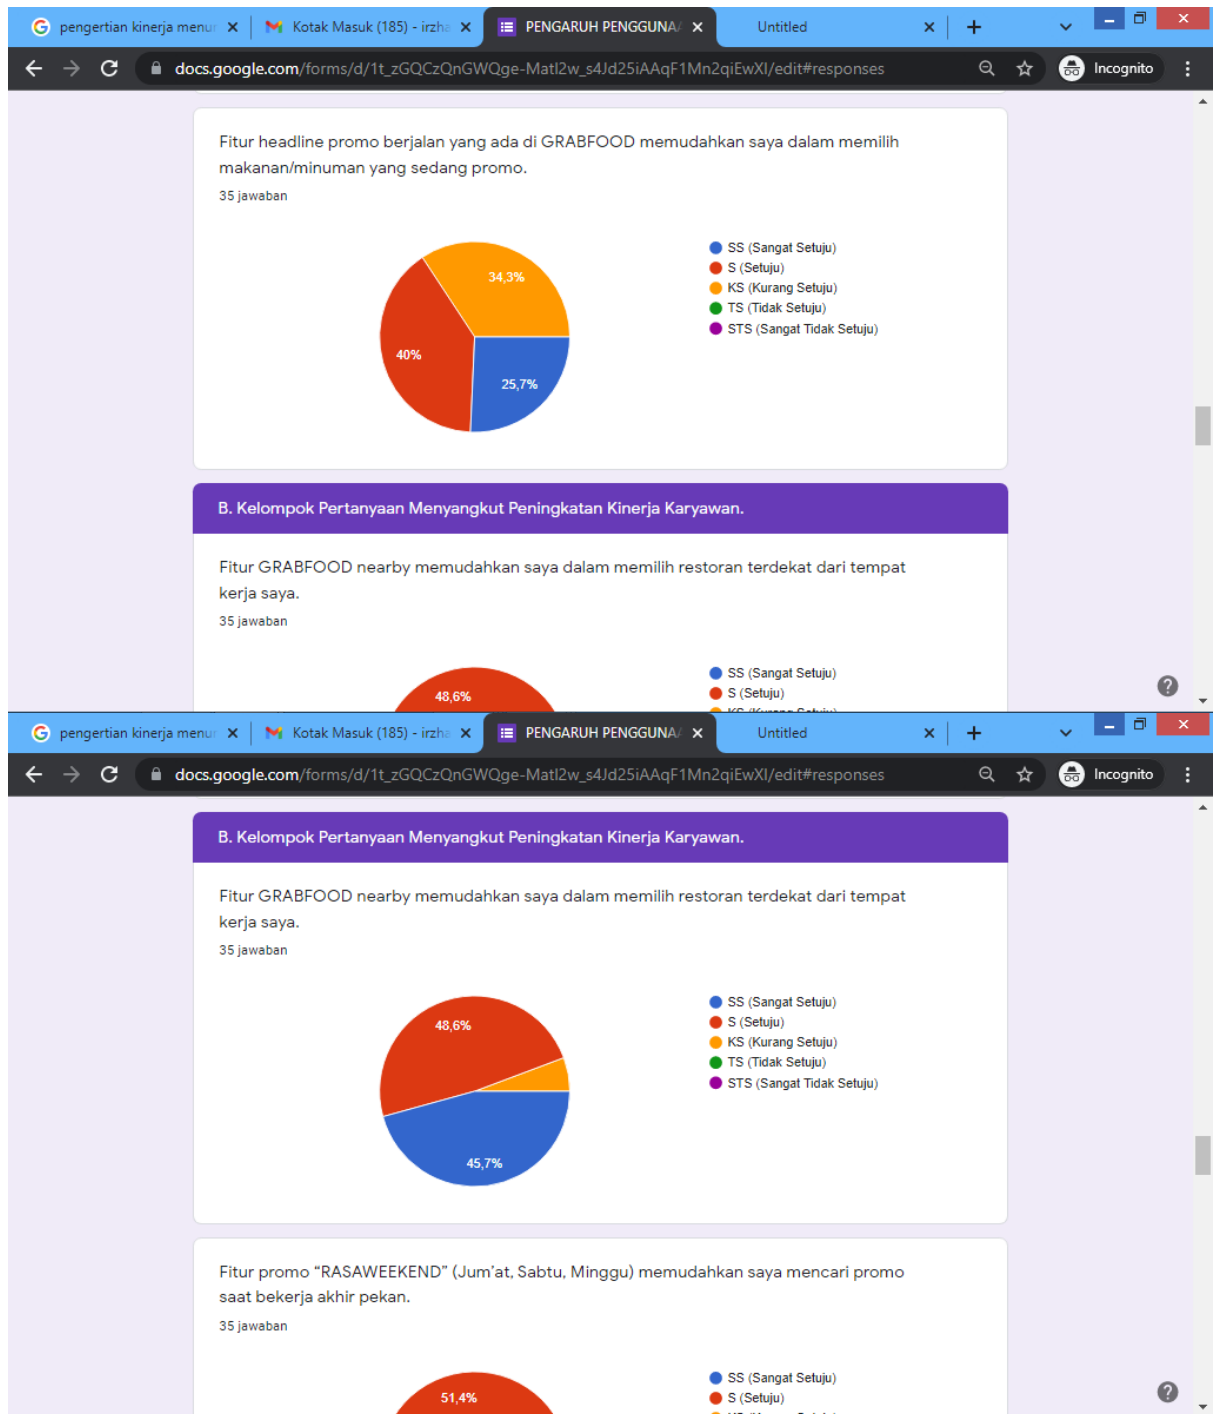 pengertian kinerja menur
Kotak Masuk (185) - irzha
PENGARUH PENGGUNAA
Untitled
docs.google.com/forms/d/1t_zGQCzQnGWQge-MatI2w_s4Jd25iAAqF1Mn2qiEwXI/edit#responses
Incognito
Fitur headline promo berjalan yang ada di GRABFOOD memudahkan saya dalam memilih
makanan/minuman yang sedang promo.
35 jawaban
34,3%
40%
25,7%
SS (Sangat Setuju)
S (Setuju)
KS (Kurang Setuju)
TS (Tidak Setuju)
STS (Sangat Tidak Setuju)
B. Kelompok Pertanyaan Menyangkut Peningkatan Kinerja Karyawan.
Fitur GRABFOOD nearby memudahkan saya dalam memilih restoran terdekat dari tempat
kerja saya.
35 jawaban
48,6%
SS (Sangat Setuju)
S (Setuju)
KS (Kurang Setuju)
pengertian kinerja menur
Kotak Masuk (185) - irzha
PENGARUH PENGGUNAA
Untitled
docs.google.com/forms/d/1t_zGQCzQnGWQge-MatI2w_s4Jd25iAAqF1Mn2qiEwXI/edit#responses
Incognito
B. Kelompok Pertanyaan Menyangkut Peningkatan Kinerja Karyawan.
Fitur GRABFOOD nearby memudahkan saya dalam memilih restoran terdekat dari tempat
kerja saya.
35 jawaban
48,6%
45,7%
SS (Sangat Setuju)
S (Setuju)
KS (Kurang Setuju)
TS (Tidak Setuju)
STS (Sangat Tidak Setuju)
Fitur promo “RASAWEEKEND” (Jum’at, Sabtu, Minggu) memudahkan saya mencari promo
saat bekerja akhir pekan.
35 jawaban
51,4%
SS (Sangat Setuju)
S (Setuju)